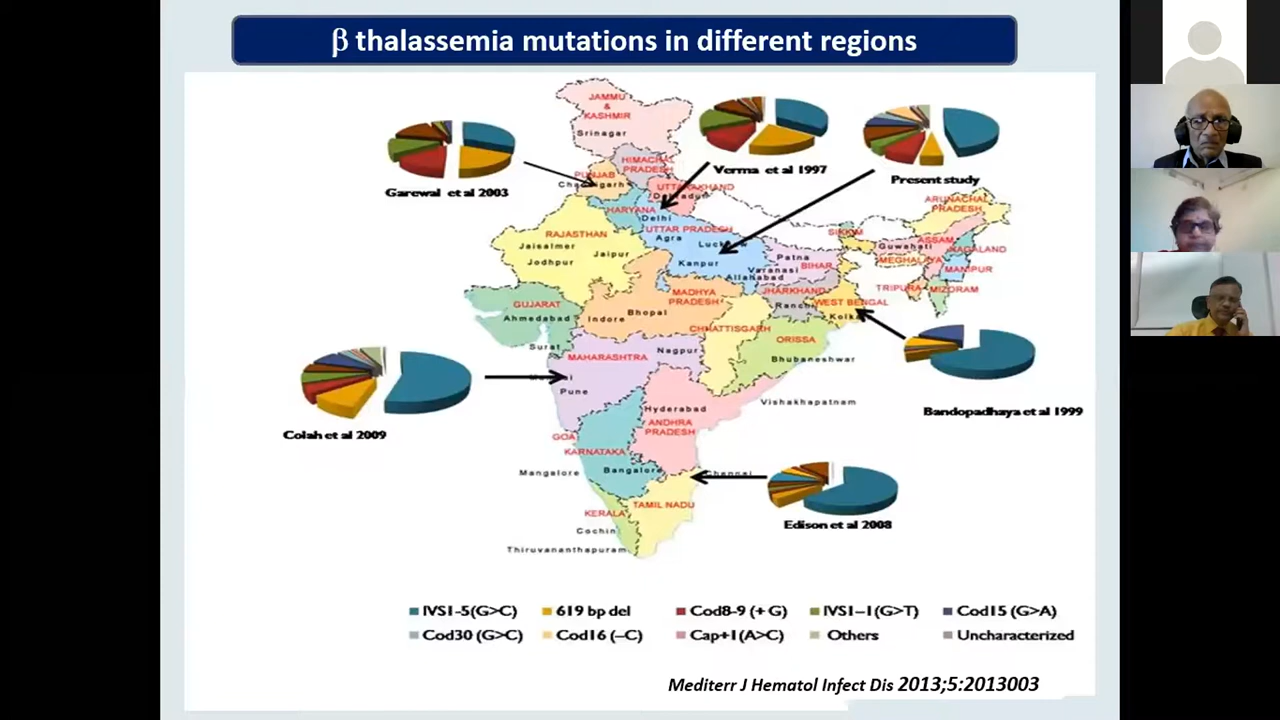 β thalassemia mutations in different regions
JAMMU
&
KASHMIR
Srinagar
HIMACHAL
PRADESH
PUNJAB
Chandigarh
UTTARAKHAND
HARYANA
Delhi
Garewal et al 2003
Verma et al 1997
Present study
ARUNACHAL
PRADESH
RAJASTHAN
Jaisalmer
Jodhpur
Jaipur
UTTAR PRADESH
Agra
Kanpur
Allahabad
Patna
Varanasi
BIHAR
SIKKIM
Guwahati
ASSAM
NAGALAND
MEGHALAYA
MANIPUR
TRIPURA
MIZORAM
GUJARAT
Ahmedabad
Surat
Indore
Bhopal
MADHYA
PRADESH
JHARKHAND
Ranchi
WEST BENGAL
CHHATTISGARH
ORISSA
Bhubaneshwar
MAHARASHTRA
Nagpur
Pune
Hyderabad
Vishakhapatnam
ANDHRA
PRADESH
Colah et al 2009
Bandopadhaya et al 1999
GOA
KARNATAKA
Mangalore
Bangalore
Chennai
TAMIL NADU
KERALA
Cochin
Thiruvananthapuram
Edison et al 2008
IVS1-5(G>C) 619 bp del Cod8-9 (+ G) IVS1-1(G>T) Cod15 (G>A)
Cod30 (G>C) Cod16 (-C) Cap+1(A>C) Others Uncharacterized
Mediterr J Hematol Infect Dis 2013;5:2013003